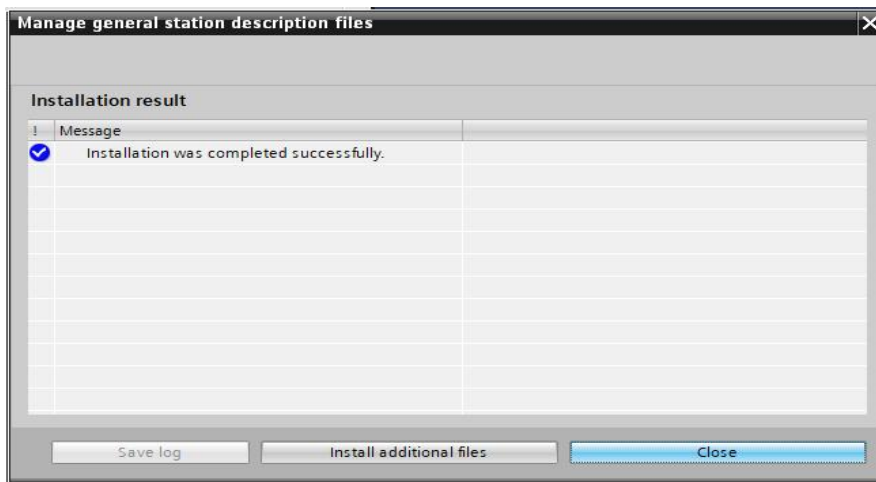 Manage general station description files
Installation result
! Message
Installation was completed successfully.
Save log Install additional files Close